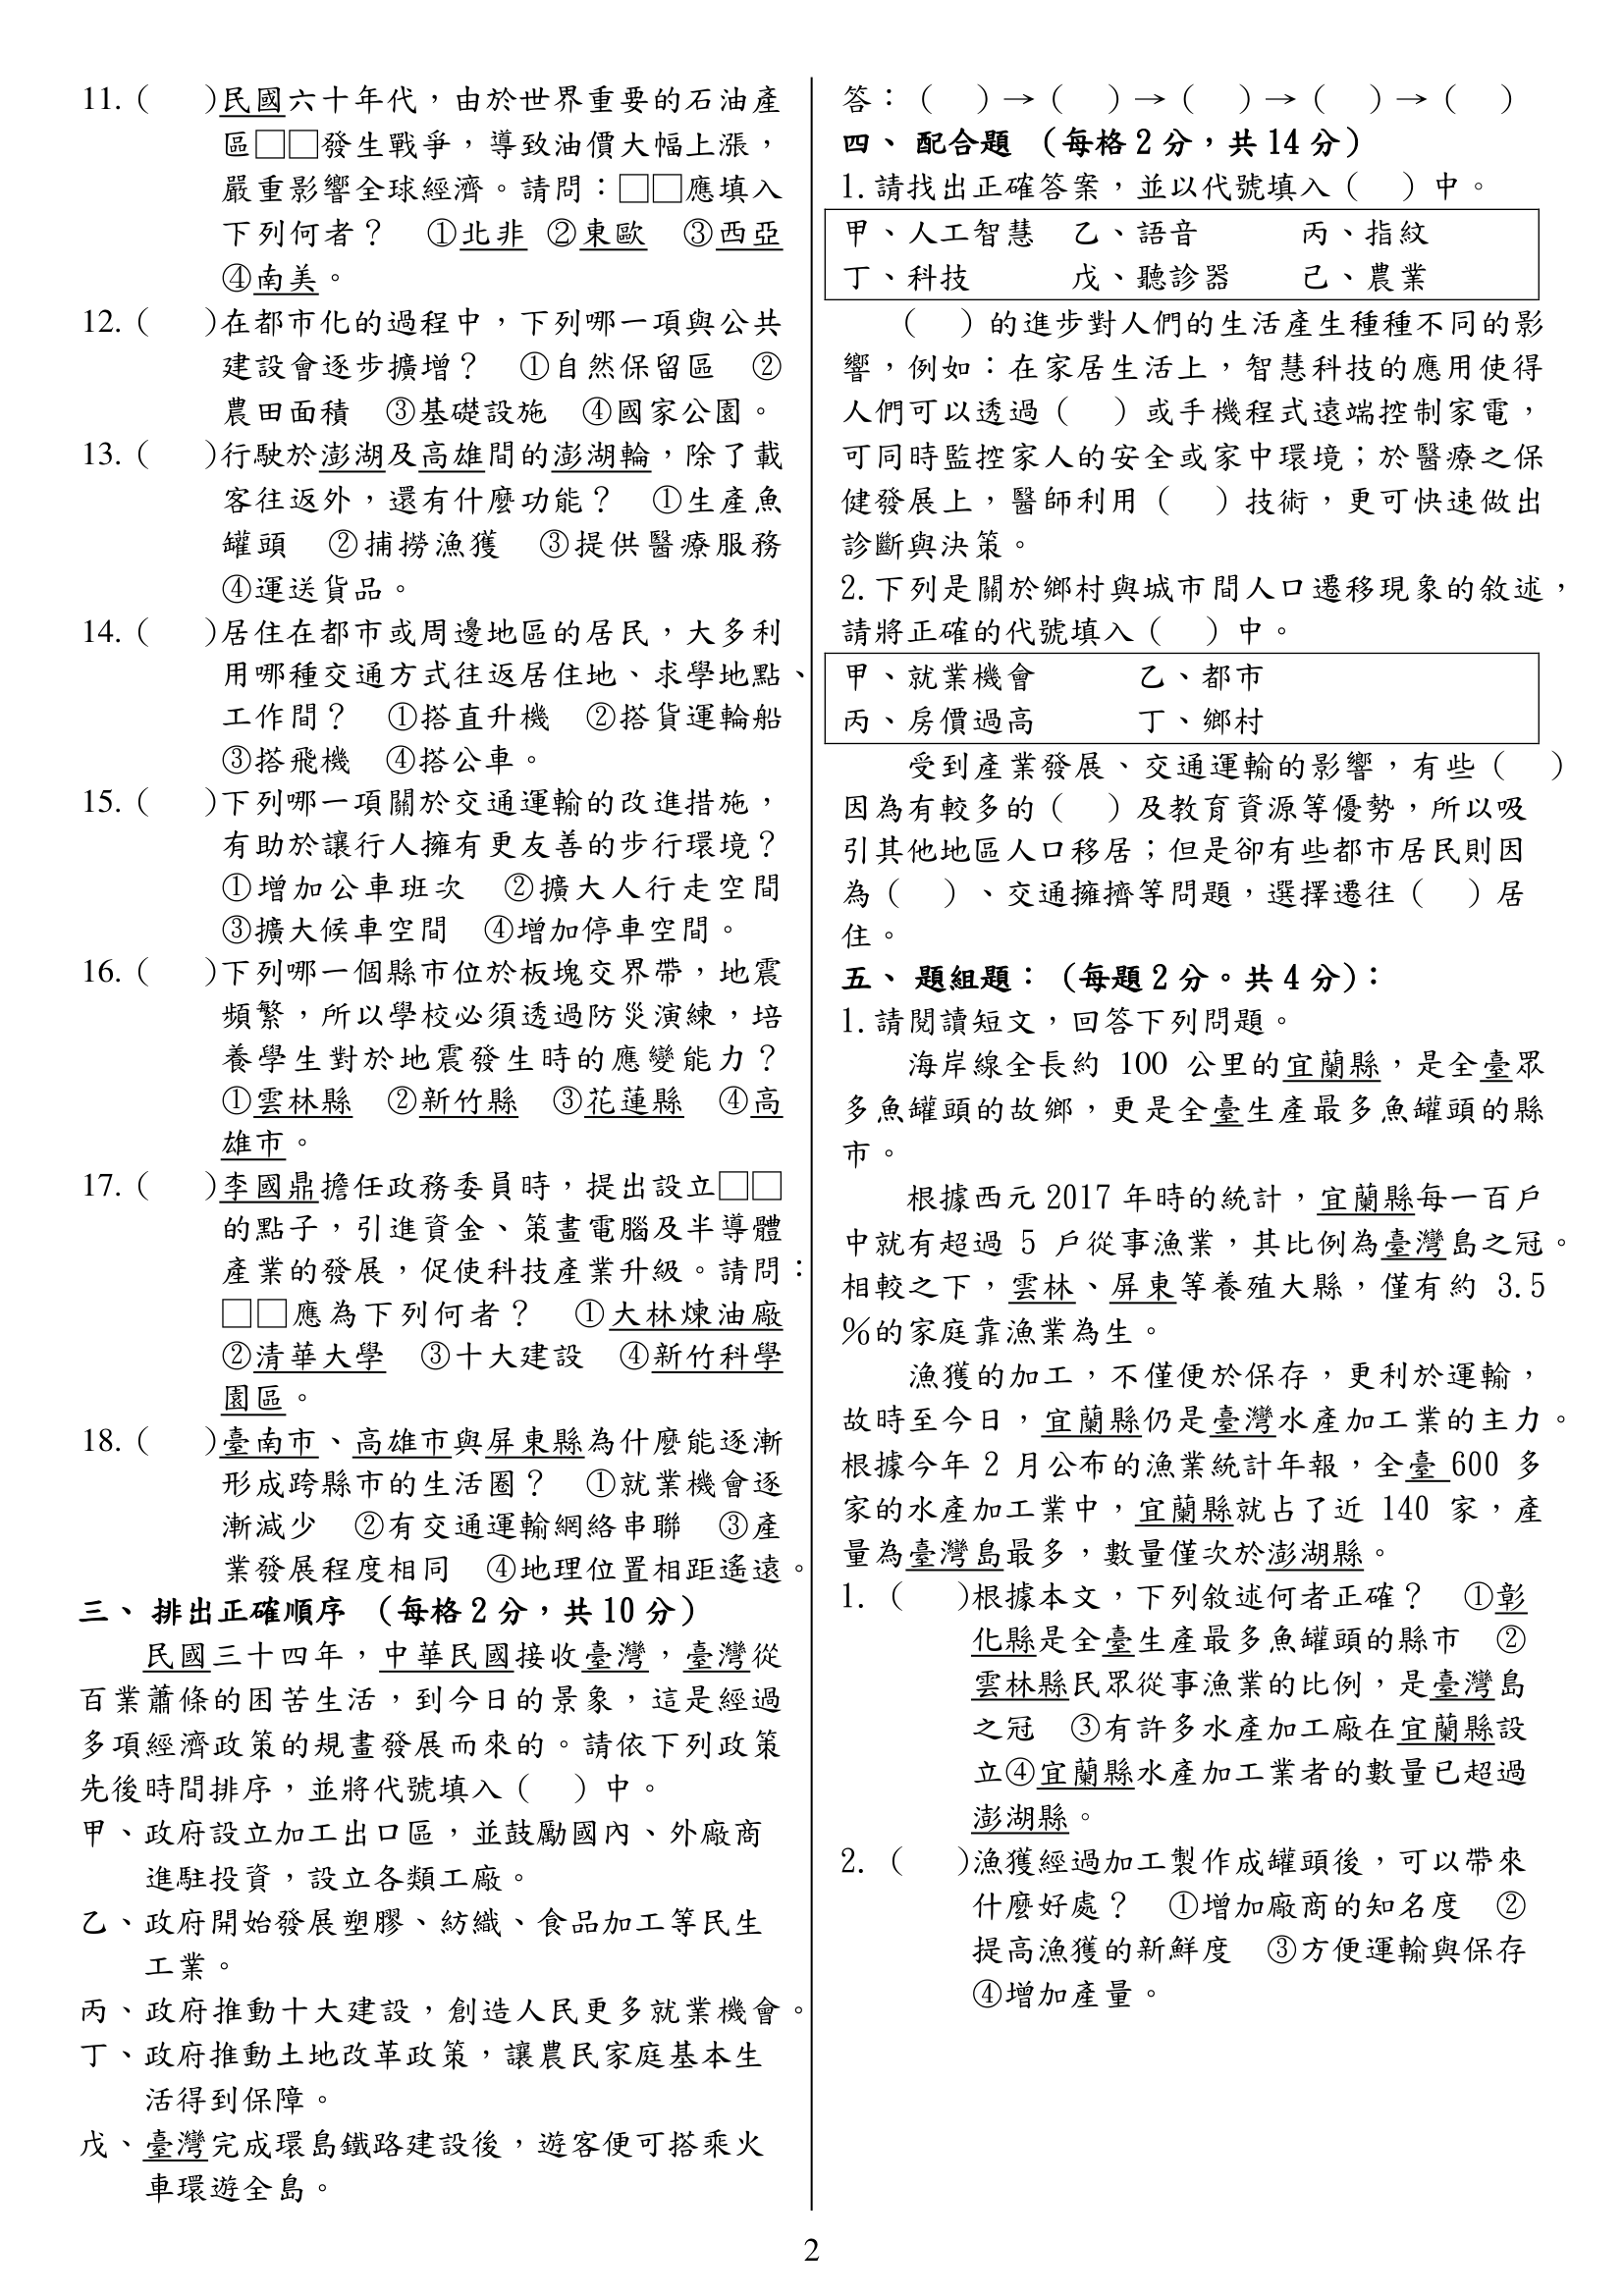 11. (　　)民國六十年代，由於世界重要的石油產
區□□發生戰爭，導致油價大幅上漲，
嚴重影響全球經濟。請問：□□應填入
下列何者？　①北非　②東歐　③西亞
④南美。
12. (　　)在都市化的過程中，下列哪一項與公共
建設會逐步擴增？　①自然保留區　②
農田面積　③基礎設施　④國家公園。
13. (　　)行駛於澎湖及高雄間的澎湖輪，除了載
客往返外，還有什麼功能？　①生產魚
罐頭　②捕撈漁獲　③提供醫療服務
④運送貨品。
14. (　　)居住在都市或周邊地區的居民，大多利
用哪種交通方式往返居住地、求學地點、
工作間？　①搭直升機　②搭貨運輪船
③搭飛機　④搭公車。
15. (　　)下列哪一項關於交通運輸的改進措施，
有助於讓行人擁有更友善的步行環境？
①增加公車班次　②擴大人行走空間
③擴大候車空間　④增加停車空間。
16. (　　)下列哪一個縣市位於板塊交界帶，地震
頻繁，所以學校必須透過防災演練，培
養學生對於地震發生時的應變能力？
①雲林縣　②新竹縣　③花蓮縣　④高
雄市。
17. (　　)李國鼎擔任政務委員時，提出設立□□
的點子，引進資金、策畫電腦及半導體
產業的發展，促使科技產業升級。請問：
□□應為下列何者？　①大林煉油廠
②清華大學　③十大建設　④新竹科學
園區。
18. (　　)臺南市、高雄市與屏東縣為什麼能逐漸
形成跨縣市的生活圈？　①就業機會逐
漸減少　②有交通運輸網絡串聯　③產
業發展程度相同　④地理位置相距遙遠。
三、 排出正確順序 （每格2分，共10分）
民國三十四年，中華民國接收臺灣，臺灣從
百業蕭條的困苦生活，到今日的景象，這是經過
多項經濟政策的規畫發展而來的。請依下列政策
先後時間排序，並將代號填入（　）中。
甲、政府設立加工出口區，並鼓勵國內、外廠商
進駐投資，設立各類工廠。
乙、政府開始發展塑膠、紡織、食品加工等民生
工業。
丙、政府推動十大建設，創造人民更多就業機會。
丁、政府推動土地改革政策，讓農民家庭基本生
活得到保障。
戊、臺灣完成環島鐵路建設後，遊客便可搭乘火
車環遊全島。
答：（　）→（　）→（　）→（　）→（　）
四、 配合題 （每格2分，共14分）
1.請找出正確答案，並以代號填入（　）中。
甲、人工智慧　乙、語音　丙、指紋
丁、科技　戊、聽診器　己、農業
（　）的進步對人們的生活產生種種不同的影
響，例如：在家居生活上，智慧科技的應用使得
人們可以透過（　）或手機程式遠端控制家電，
可同時監控家人的安全或家中環境；於醫療之保
健發展上，醫師利用（　）技術，更可快速做出
診斷與決策。
2.下列是關於鄉村與城市間人口遷移現象的敘述，
請將正確的代號填入（　）中。
甲、就業機會　乙、都市
丙、房價過高　丁、鄉村
受到產業發展、交通運輸的影響，有些（　）
因為有較多的（　）及教育資源等優勢，所以吸
引其他地區人口移居；但是卻有些都市居民則因
為（　）、交通擁擠等問題，選擇遷往（　）居
住。
五、 題組題：（每題2分。共4分）：
1.請閱讀短文，回答下列問題。
海岸線全長約 100 公里的宜蘭縣，是全臺眾
多魚罐頭的故鄉，更是全臺生產最多魚罐頭的縣
市。
根據西元2017年時的統計，宜蘭縣每一百戶
中就有超過 5 戶從事漁業，其比例為臺灣島之冠。
相較之下，雲林、屏東等養殖大縣，僅有約 3.5
%的家庭靠漁業為生。
漁獲的加工，不僅便於保存，更利於運輸，
故時至今日，宜蘭縣仍是臺灣水產加工業的主力。
根據今年 2 月公布的漁業統計年報，全臺 600 多
家的水產加工業中，宜蘭縣就占了近 140 家，產
量為臺灣島最多，數量僅次於澎湖縣。
1. (　　)根據本文，下列敘述何者正確？　①彰
化縣是全臺生產最多魚罐頭的縣市　②
雲林縣民眾從事漁業的比例，是臺灣島
之冠　③有許多水產加工廠在宜蘭縣設
立④宜蘭縣水產加工業者的數量已超過
澎湖縣。
2. (　　)漁獲經過加工製作成罐頭後，可以帶來
什麼好處？　①增加廠商的知名度　②
提高漁獲的新鮮度　③方便運輸與保存
④增加產量。
2